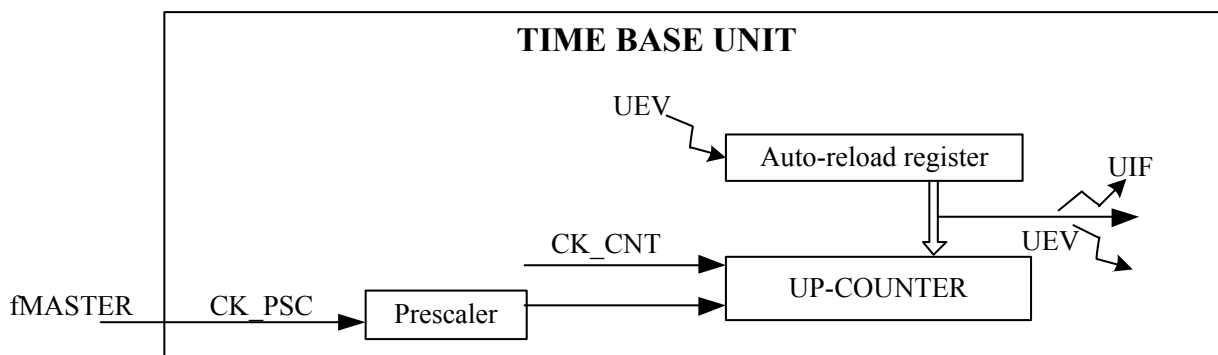 TIME BASE UNIT
UEV
Auto-reload register
UIF
UEV
CK_CNT
UP-COUNTER
fMASTER
CK_PSC
Prescaler